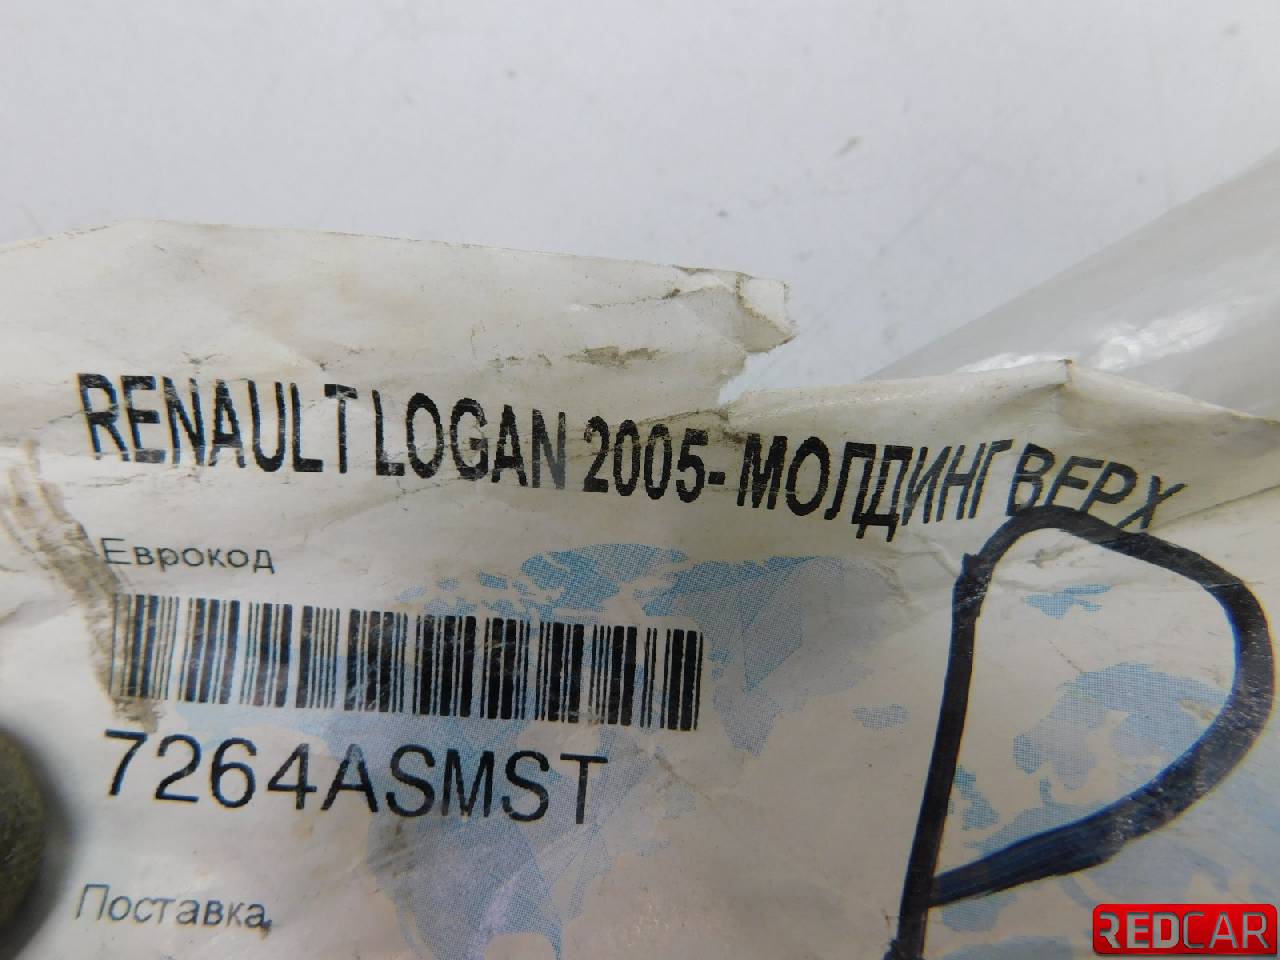 RENAULT LOGAN 2005- МОЛДИНГ ВЕРХ
Еврокод
7264ASMST
Р
Поставка
REDCAR